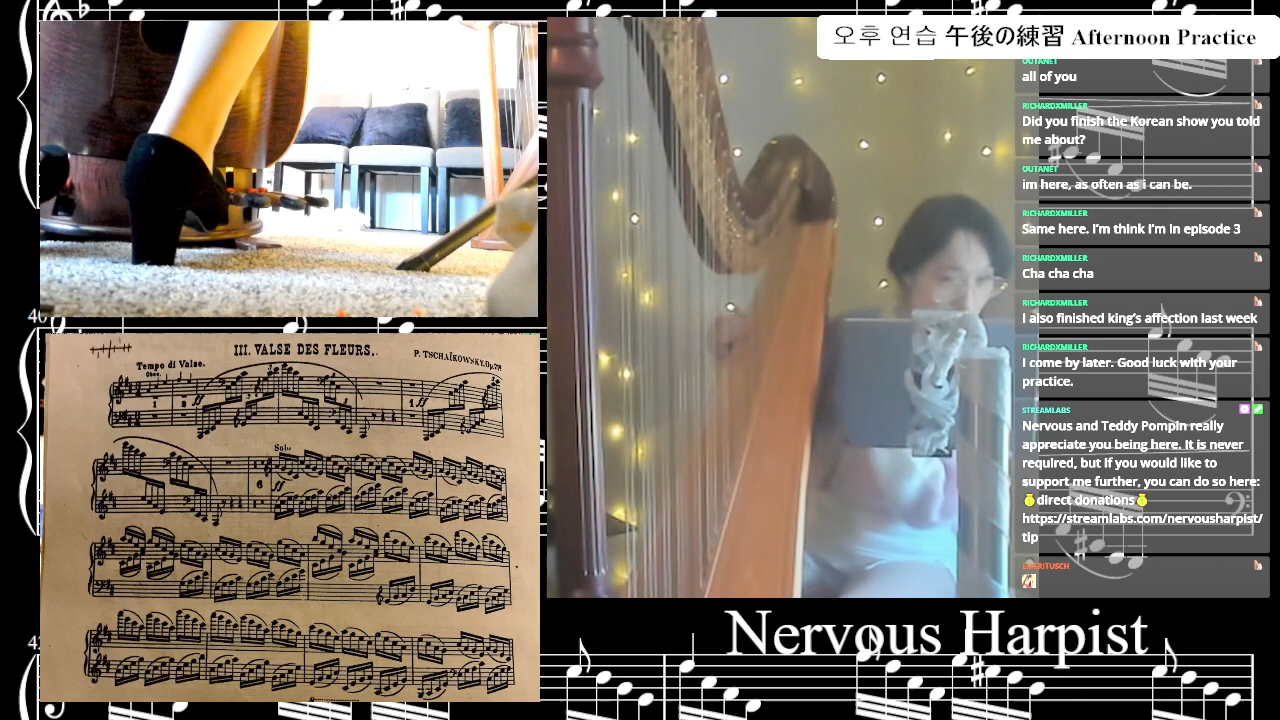 오후 연습 午後の練習 Afternoon Practice
OUTANET
all of you
RICHARDXMILLER
Did you finish the Korean show you told
me about?
OUTANET
im here, as often as i can be.
RICHARDXMILLER
Same here. I'm think I'm in episode 3
RICHARDXMILLER
Cha cha cha
RICHARDXMILLER
I also finished king's affection last week
RICHARDXMILLER
I come by later. Good luck with your
practice.
STREAMLABS
Nervous and Teddy Pompin really
appreciate you being here. It is never
required, but if you would like to
support me further, you can do so here:
direct donations
https://streamlabs.com/nervousharpist/
tip
III. VALSE DES FLEURS.
P. TSCHAÏKOWSKY, Op. 71a
Tempo di Valse.
Solo
6
Nervous Harpist